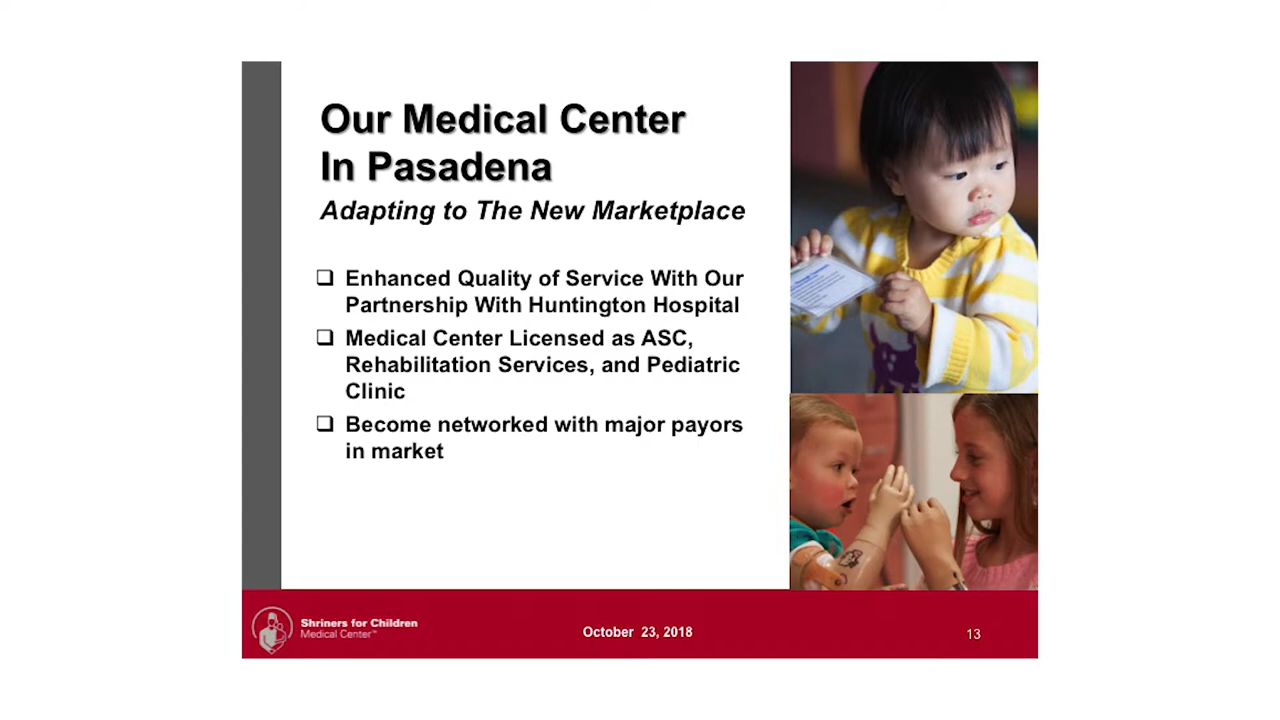 Our Medical Center
In Pasadena
Adapting to The New Marketplace
❑ Enhanced Quality of Service With Our
Partnership With Huntington Hospital
❑ Medical Center Licensed as ASC,
Rehabilitation Services, and Pediatric
Clinic
❑ Become networked with major payors
in market
Shriners for Children
Medical Center™
October 23, 2018
13